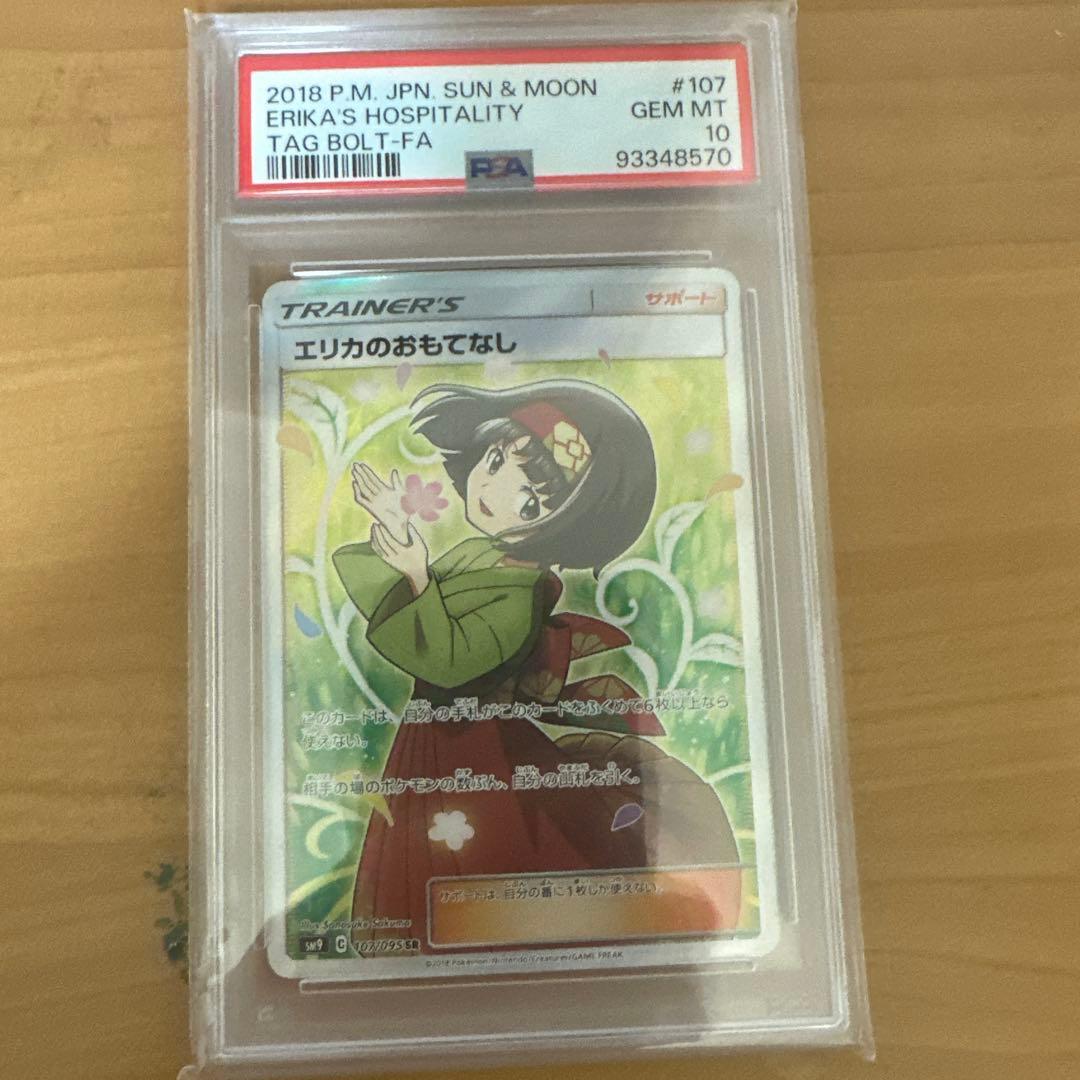 2018 P.M. JPN. SUN & MOON #107
ERIKA'S HOSPITALITY GEM MT
TAG BOLT-FA 10
PSA 93348570
TRAINER'S サポート
エリカのおもてなし
このカードは、自分の手札がこのカードをふくめて6枚以上なら
使えない。
相手の場のポケモンの数ぶん、自分の山札を引く。
サポートは、自分の番に1枚しか使えない。
Illus. Sanosuke Sakuma
SM9 C 107/095 SR
©2018 Pokémon/Nintendo/Creatures/GAME FREAK